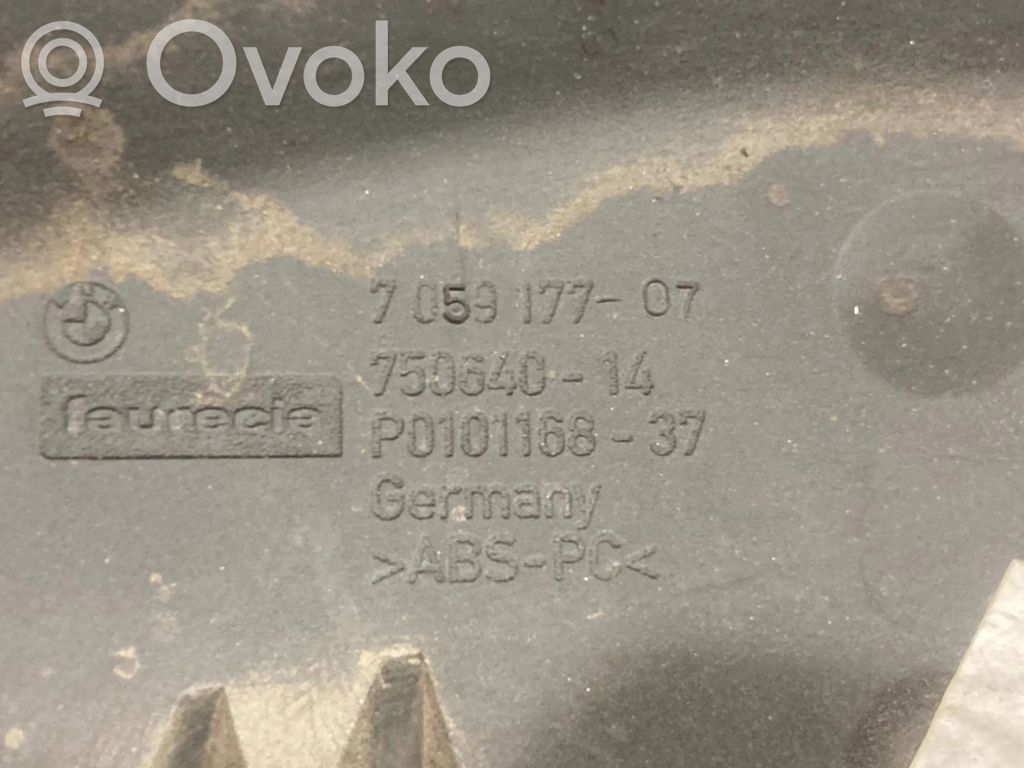 Ovoko
7 059 177-07
750640-14
faurecia
P0101168-37
Germany
>ABS-PC<